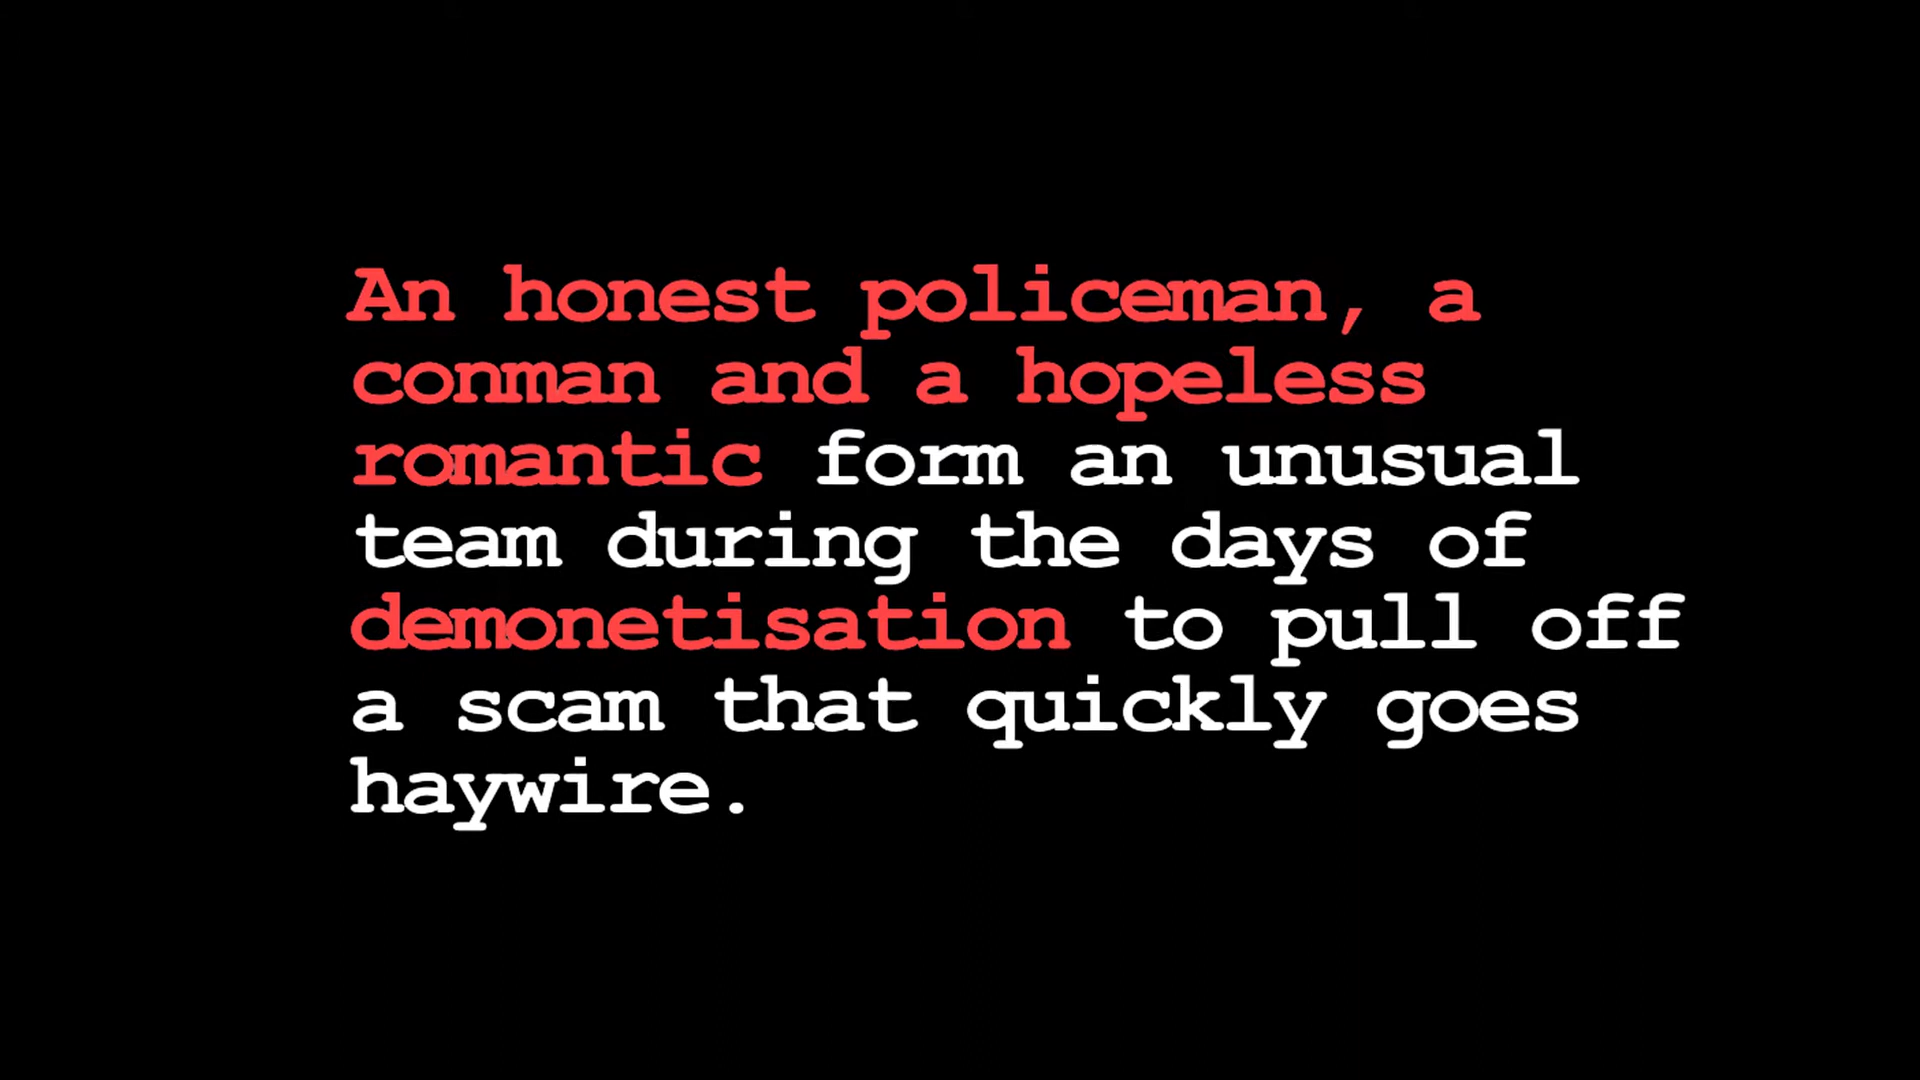 An honest policeman, a
conman and a hopeless
romantic form an unusual
team during the days of
demonetisation to pull off
a scam that quickly goes
haywire.